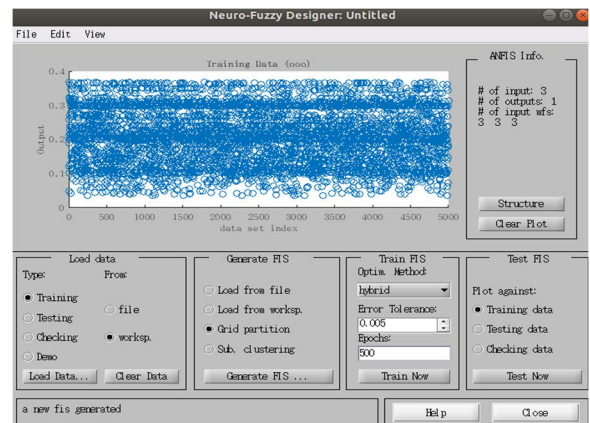 Neuro-Fuzzy Designer: Untitled
File Edit View
Training Data (ooo)
0.4
0.3
0.2
0.1
0
Output
0 500 1000 1500 2000 2500 3000 3500 4000 4500 5000
data set index
ANFIS Info.
# of input: 3
# of outputs: 1
# of input mfs:
3 3 3
Structure
Clear Plot
Load data
Type: From:
Training
Testing
Checking
Demo
file
worksp.
Load Data... Clear Data
Generate FIS
Load from file
Load from worksp.
Grid partition
Sub. clustering
Generate FIS ...
Train FIS
Optim. Method:
hybrid
Error Tolerance:
0.005
Epochs:
500
Train Now
Test FIS
Plot against:
Training data
Testing data
Checking data
Test Now
a new fis generated
Help Close